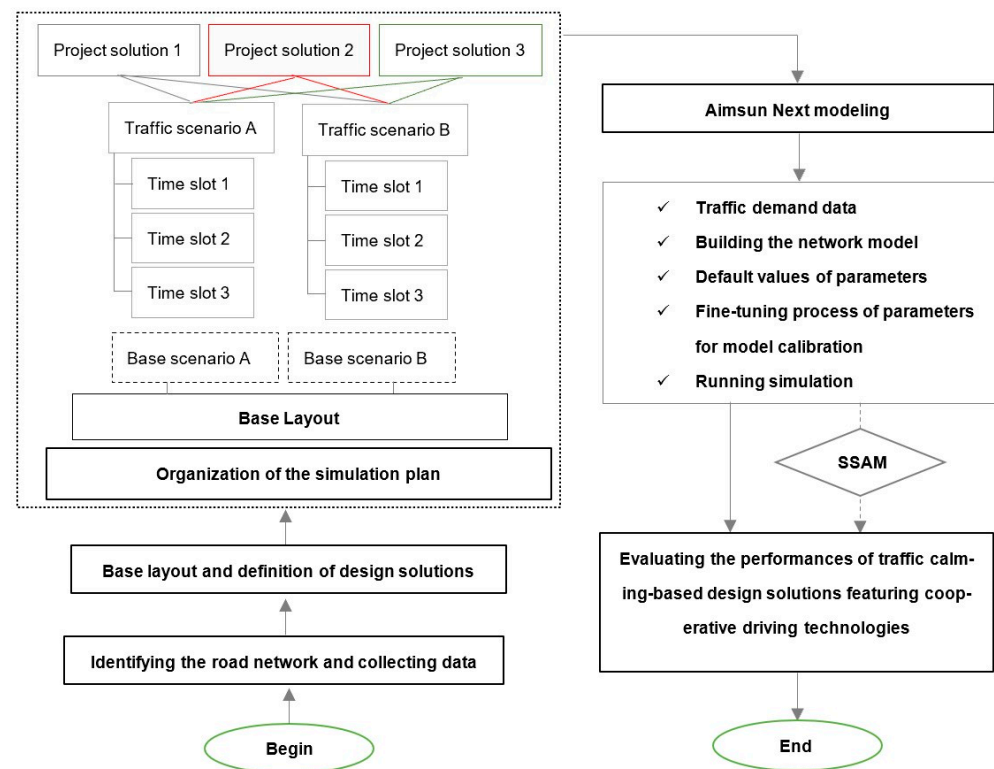 Project solution 1
Project solution 2
Project solution 3
Traffic scenario A
Traffic scenario B
Time slot 1
Time slot 2
Time slot 3
Time slot 1
Time slot 2
Time slot 3
Base scenario A
Base scenario B
Base Layout
Organization of the simulation plan
Base layout and definition of design solutions
Identifying the road network and collecting data
Begin
Aimsun Next modeling
✓ Traffic demand data
✓ Building the network model
✓ Default values of parameters
✓ Fine-tuning process of parameters
for model calibration
✓ Running simulation
SSAM
Evaluating the performances of traffic calm-
ing-based design solutions featuring coop-
erative driving technologies
End